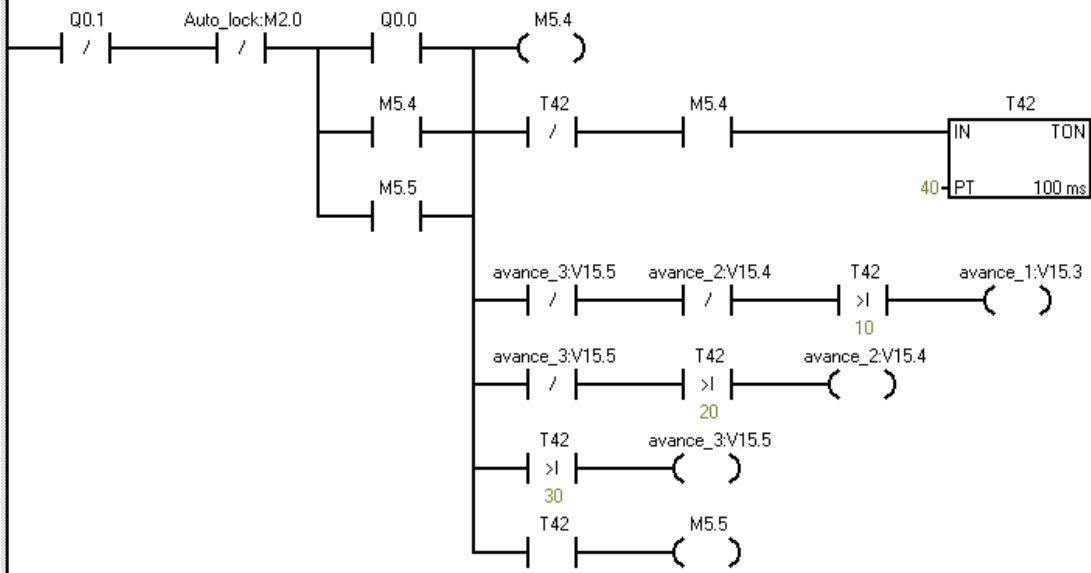 Q0.1 Auto_lock:M2.0 Q0.0 M5.4
/ /
M5.4 T42 M5.4 T42
/ IN TON
M5.5 40 PT 100 ms
avance_3:V15.5 avance_2:V15.4 T42 avance_1:V15.3
/ / >I
10
avance_3:V15.5 T42 avance_2:V15.4
/ >I
20
T42 avance_3:V15.5
>I
30
T42 M5.5